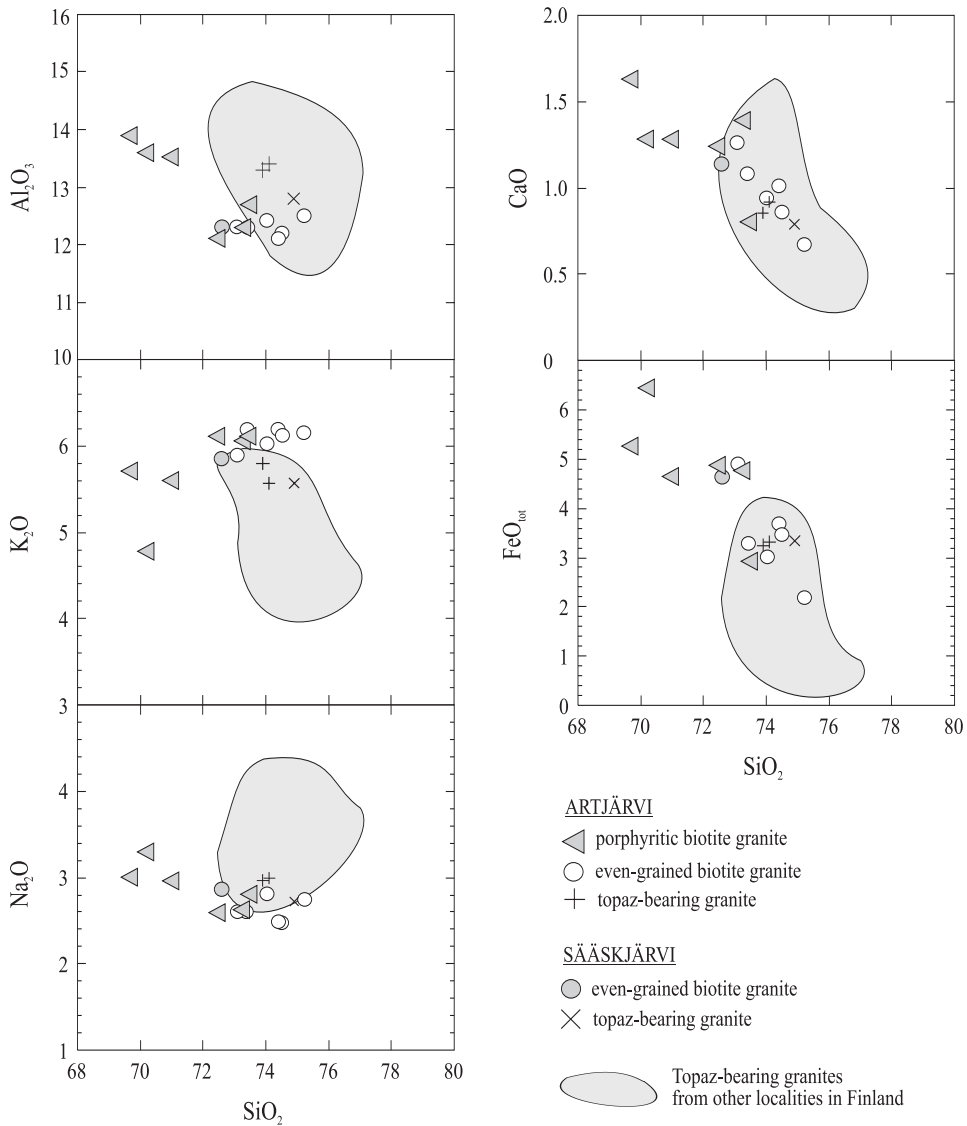 16
15
14
13
12
11
10
Al₂O₃
6
5
4
3
K₂O
4
3
2
1
Na₂O
68 70 72 74 76 78 80
SiO₂
2.0
1.5
1.0
0.5
0
CaO
6
5
4
3
2
1
0
FeO tot
68 70 72 74 76 78 80
SiO₂
ARTJÄRVI
porphyritic biotite granite
even-grained biotite granite
topaz-bearing granite
SÄÄSKJÄRVI
even-grained biotite granite
topaz-bearing granite
Topaz-bearing granites
from other localities in Finland